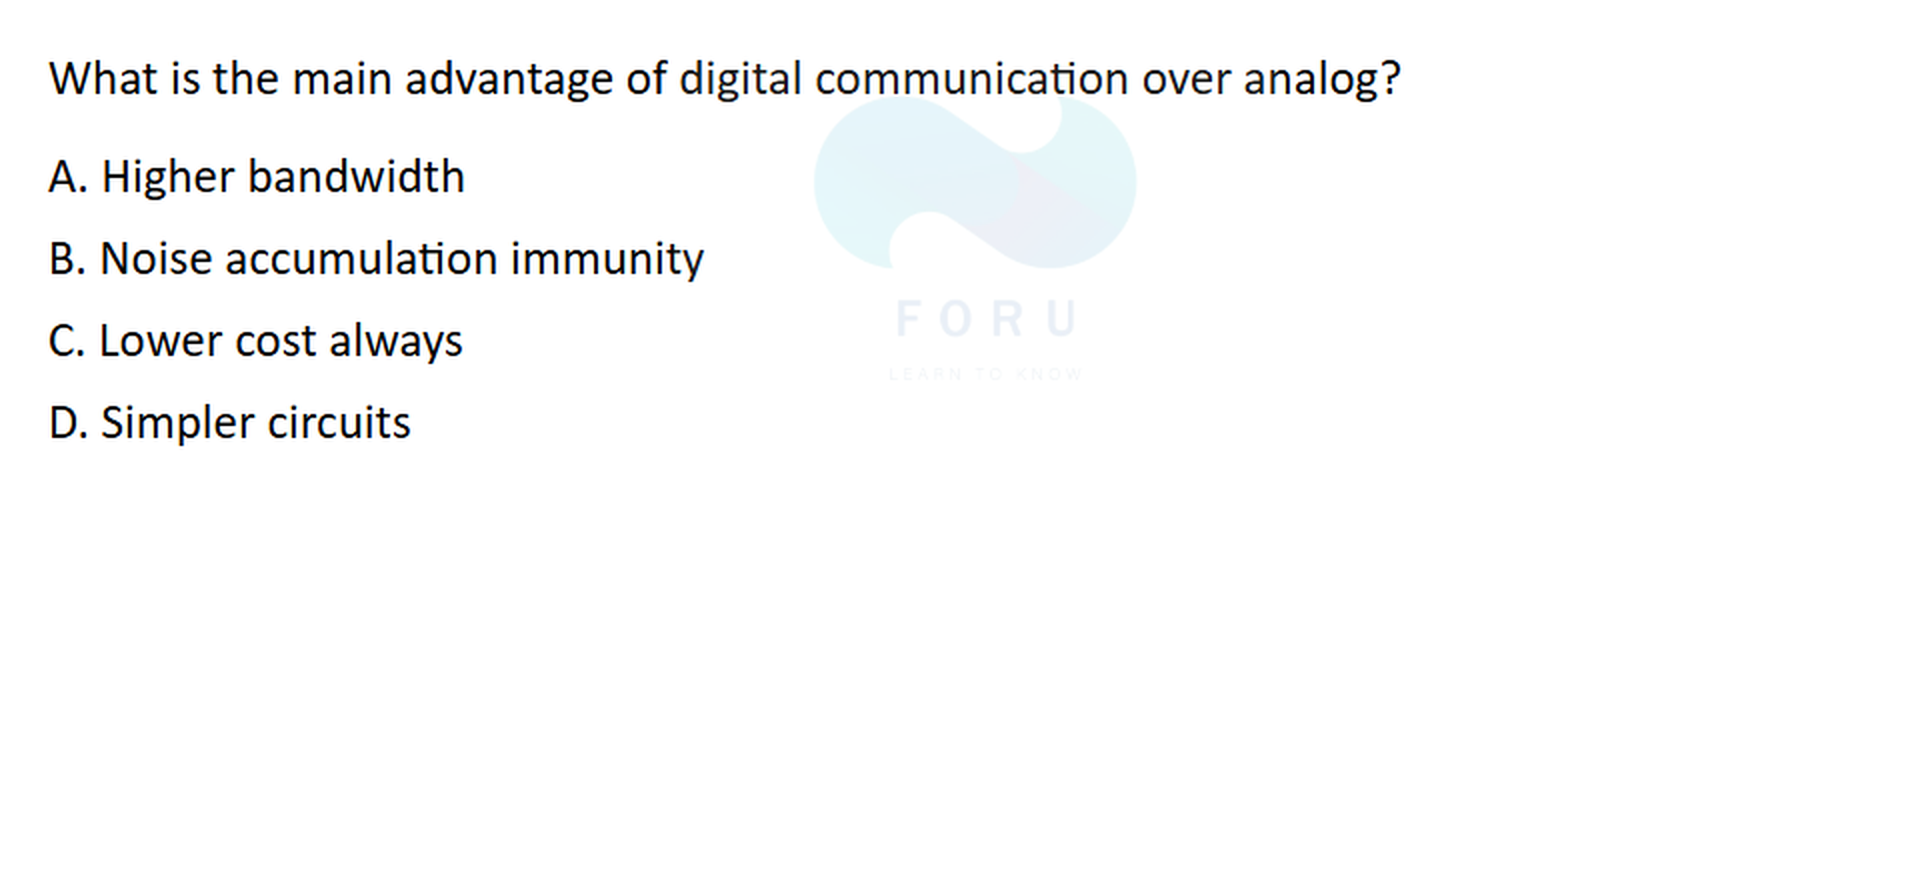 What is the main advantage of digital communication over analog?
A. Higher bandwidth
B. Noise accumulation immunity
FORU
C. Lower cost always
LEARN TO KNOW
D. Simpler circuits